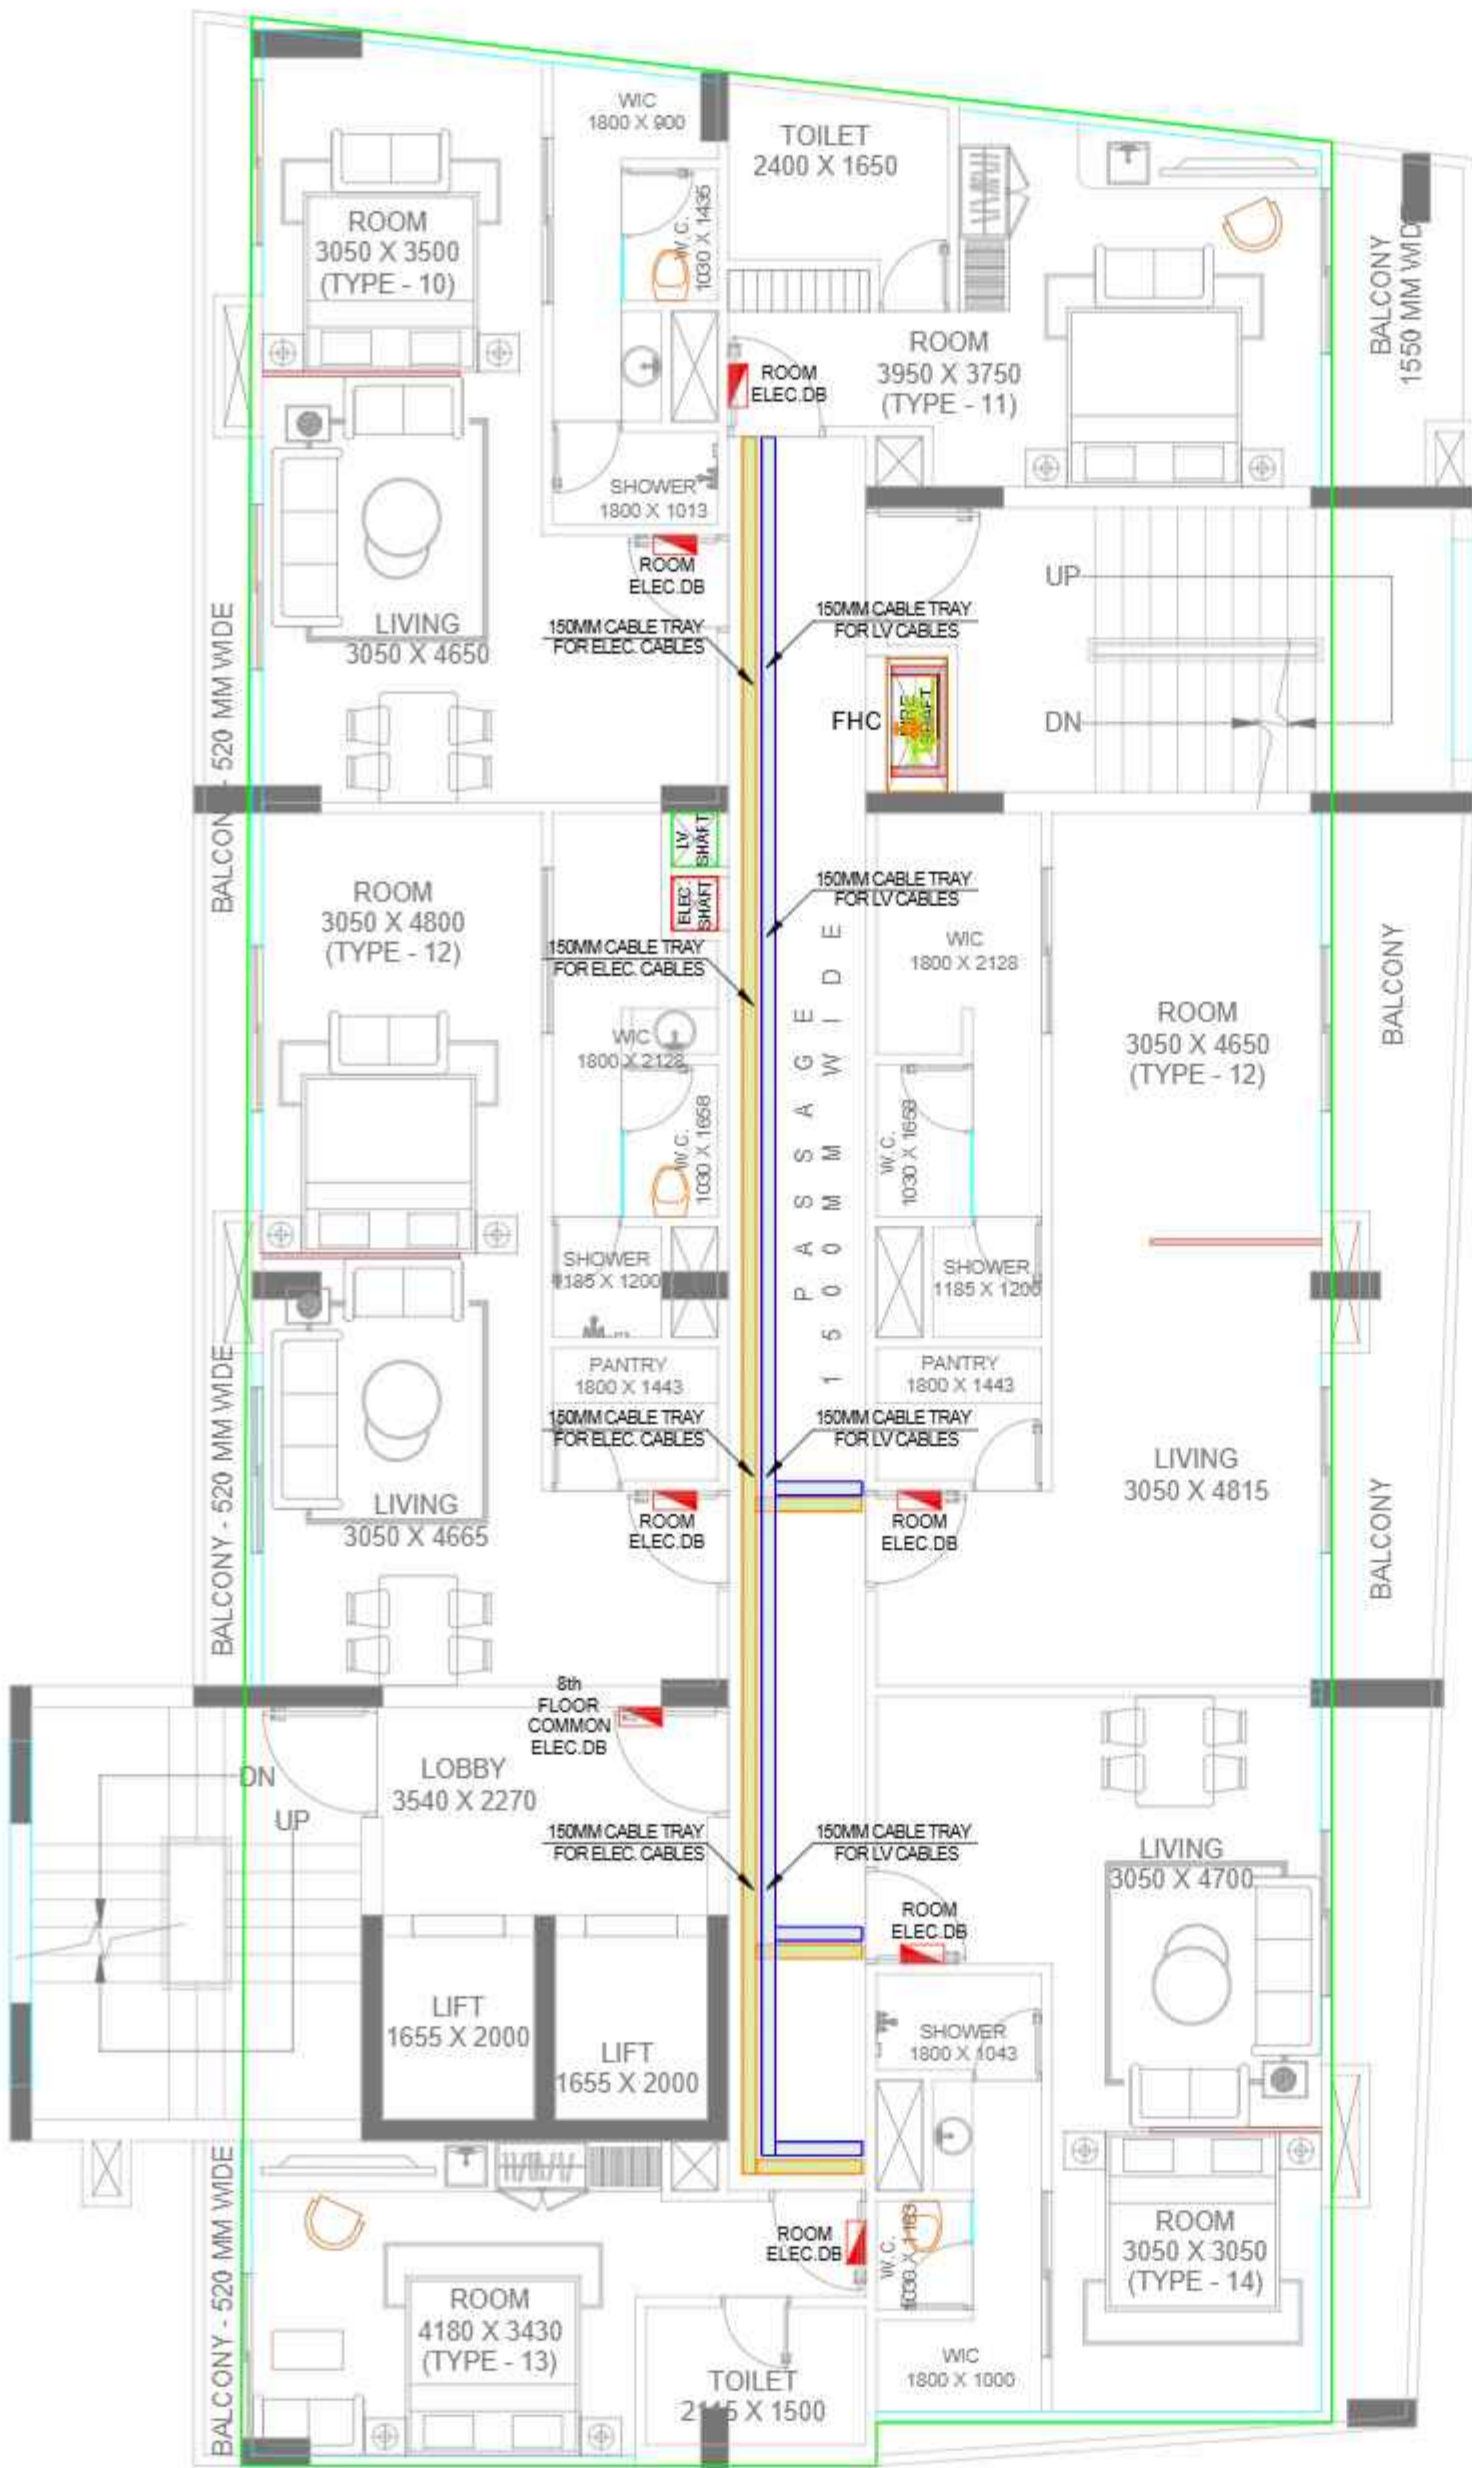 WIC
1800 X 900
TOILET
2400 X 1650
ROOM
3050 X 3500
(TYPE - 10)
W.C.
1030 X 1435
BALCONY
ROOM
3950 X 3750
(TYPE - 11)
ROOM
ELEC.DB
SHOWER
1800 X 1013
ROOM
ELEC.DB
UP
150MM CABLE TRAY
FOR LV CABLES
150MM CABLE TRAY
FOR ELEC. CABLES
LIVING
3050 X 4650
BALCONY - 520 MM WIDE
FHC
SHAFT
DN
LV
SHAFT
ELEC.
SHAFT
ROOM
3050 X 4800
(TYPE - 12)
150MM CABLE TRAY
FOR LV CABLES
150MM CABLE TRAY
FOR ELEC. CABLES
WIC
1800 X 2128
BALCONY
PASSAGE
1500MM WIDE
ROOM
3050 X 4650
(TYPE - 12)
WIC
1800 X 2128
W.C.
1030 X 1658
W.C.
1030 X 1658
SHOWER
1185 X 1200
SHOWER
1185 X 1200
PANTRY
1800 X 1443
PANTRY
1800 X 1443
150MM CABLE TRAY
FOR ELEC. CABLES
150MM CABLE TRAY
FOR LV CABLES
BALCONY - 520 MM WIDE
LIVING
3050 X 4665
LIVING
3050 X 4815
BALCONY
ROOM
ELEC.DB
ROOM
ELEC.DB
8th
FLOOR
COMMON
ELEC.DB
LOBBY
3540 X 2270
DN
UP
150MM CABLE TRAY
FOR ELEC. CABLES
150MM CABLE TRAY
FOR LV CABLES
LIVING
3050 X 4700
ROOM
ELEC.DB
LIFT
1655 X 2000
LIFT
1655 X 2000
SHOWER
1800 X 1043
BALCONY - 520 MM WIDE
ROOM
ELEC.DB
W.C.
ROOM
3050 X 3050
(TYPE - 14)
ROOM
4180 X 3430
(TYPE - 13)
WIC
1800 X 1000
TOILET
X 1500